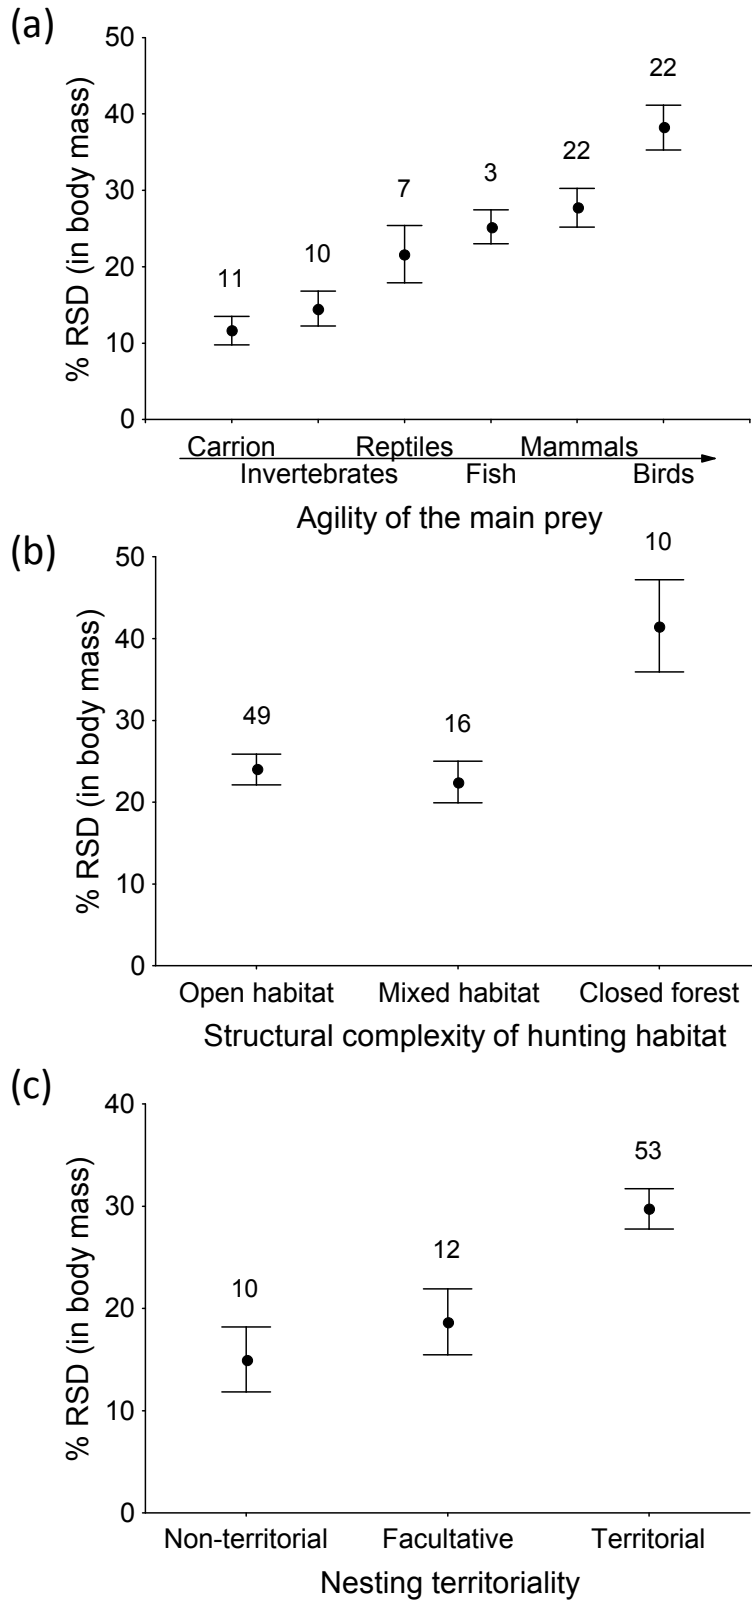 (a)
50
40
30
20
10
0
% RSD (in body mass)
11
10
7
3
22
22
Carrion Reptiles Mammals
Invertebrates Fish Birds
Agility of the main prey
(b)
50
40
30
20
10
0
% RSD (in body mass)
49
16
10
Open habitat Mixed habitat Closed forest
Structural complexity of hunting habitat
(c)
40
30
20
10
0
% RSD (in body mass)
10
12
53
Non-territorial Facultative Territorial
Nesting territoriality